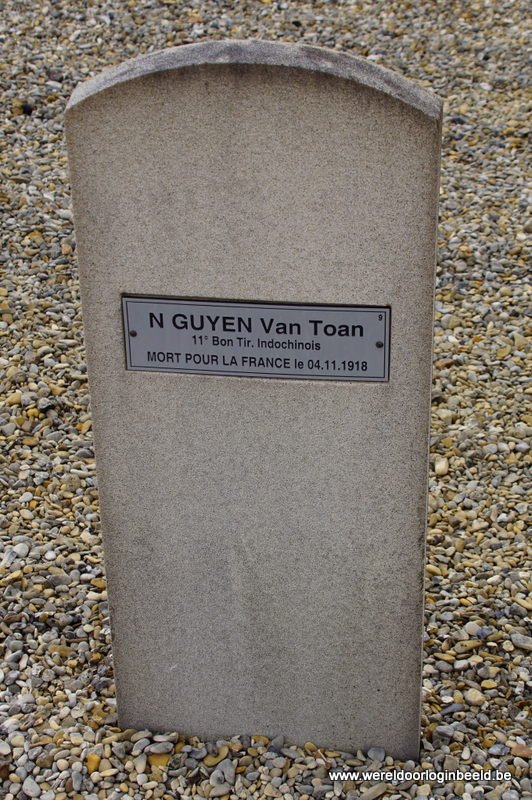 9
N GUYEN Van Toan
11° Bon Tir. Indochinois
MORT POUR LA FRANCE le 04.11.1918
www.wereldoorloginbeeld.be